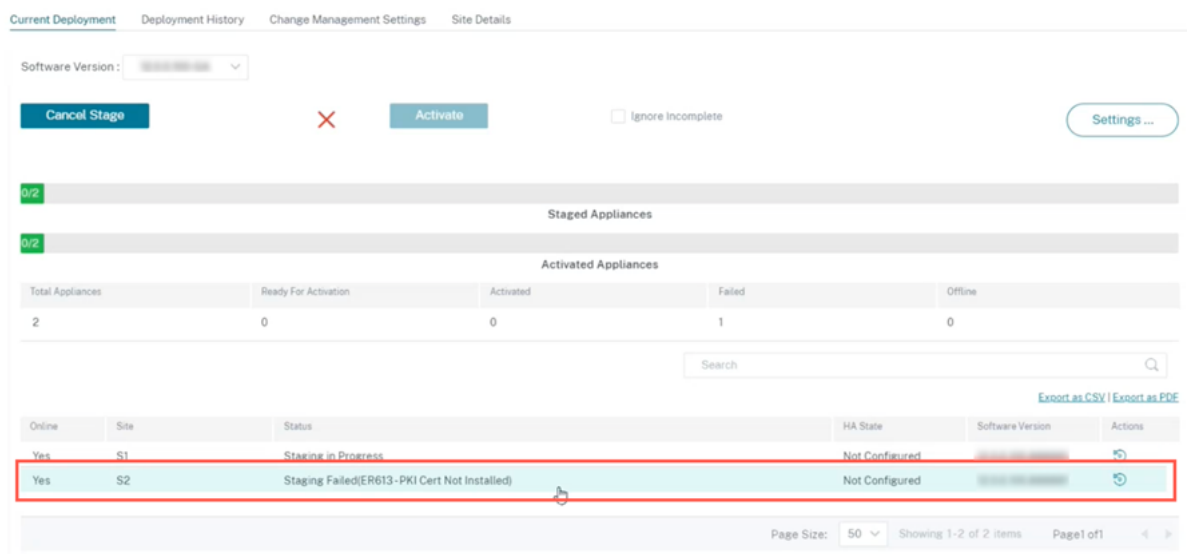 Current Deployment Deployment History Change Management Settings Site Details
Software Version :
Cancel Stage Activate Ignore Incomplete Settings ...
0/2
Staged Appliances
0/2
Activated Appliances
Total Appliances Ready For Activation Activated Failed Offline
2 0 0 1 0
Search
Export as CSV | Export as PDF
Online Site Status HA State Software Version Actions
Yes S1 Staging in Progress Not Configured
Yes S2 Staging Failed(ER613-PKI Cert Not Installed) Not Configured
Page Size: 50 Showing 1-2 of 2 items Page1 of1